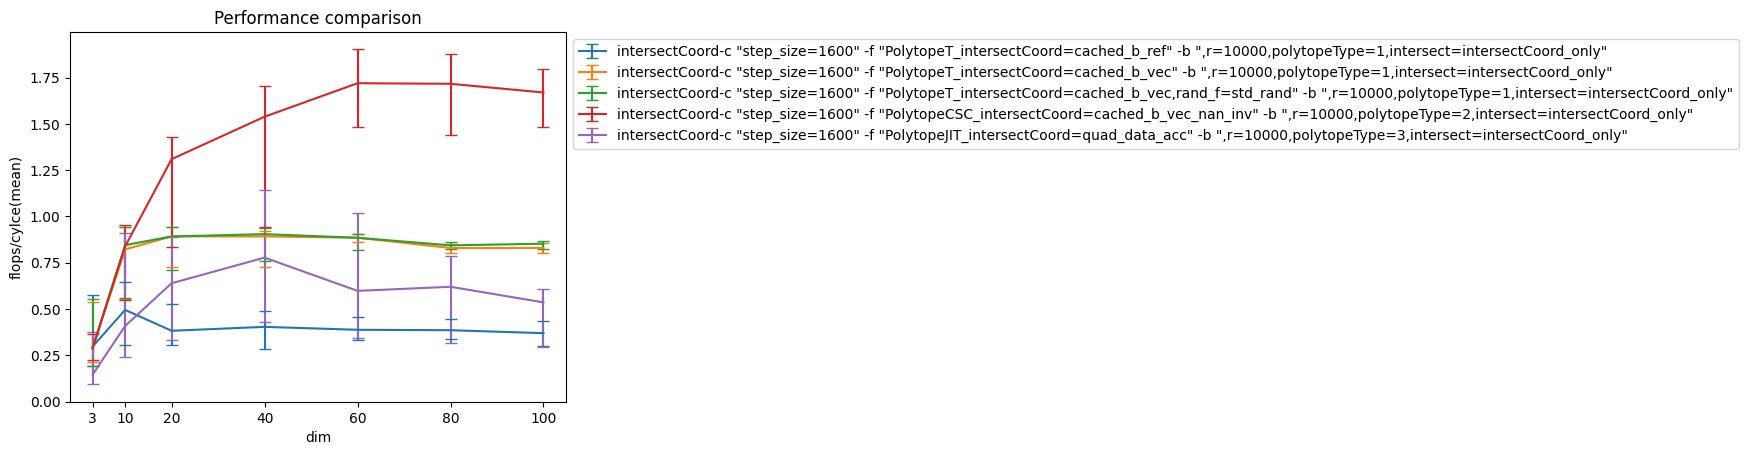 Performance comparison
flops/cylce(mean)
1.75
1.50
1.25
1.00
0.75
0.50
0.25
0.00
3 10 20 40 60 80 100
dim
intersectCoord-c "step_size=1600" -f "PolytopeT_intersectCoord=cached_b_ref" -b ",r=10000,polytopeType=1,intersect=intersectCoord_only"
intersectCoord-c "step_size=1600" -f "PolytopeT_intersectCoord=cached_b_vec" -b ",r=10000,polytopeType=1,intersect=intersectCoord_only"
intersectCoord-c "step_size=1600" -f "PolytopeT_intersectCoord=cached_b_vec,rand_f=std_rand" -b ",r=10000,polytopeType=1,intersect=intersectCoord_only"
intersectCoord-c "step_size=1600" -f "PolytopeCSC_intersectCoord=cached_b_vec_nan_inv" -b ",r=10000,polytopeType=2,intersect=intersectCoord_only"
intersectCoord-c "step_size=1600" -f "PolytopeJIT_intersectCoord=quad_data_acc" -b ",r=10000,polytopeType=3,intersect=intersectCoord_only"